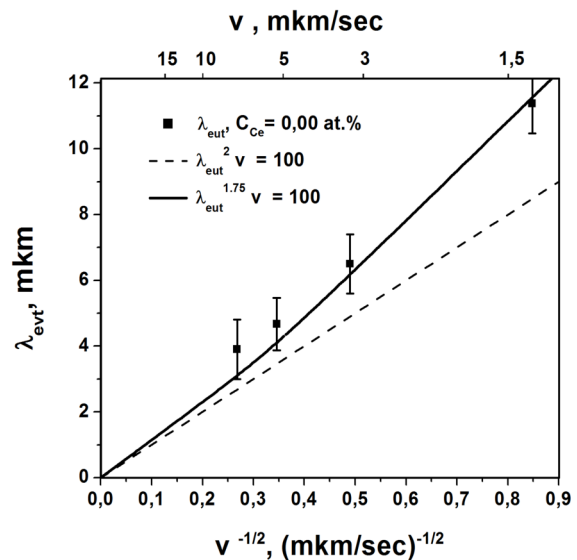 v , mkm/sec
15 10 5 3 1,5
λeut, CCe= 0,00 at.%
λeut2 v = 100
λeut1.75 v = 100
λevt, mkm
12
10
8
6
4
2
0
0,0 0,1 0,2 0,3 0,4 0,5 0,6 0,7 0,8 0,9
v -1/2, (mkm/sec)-1/2